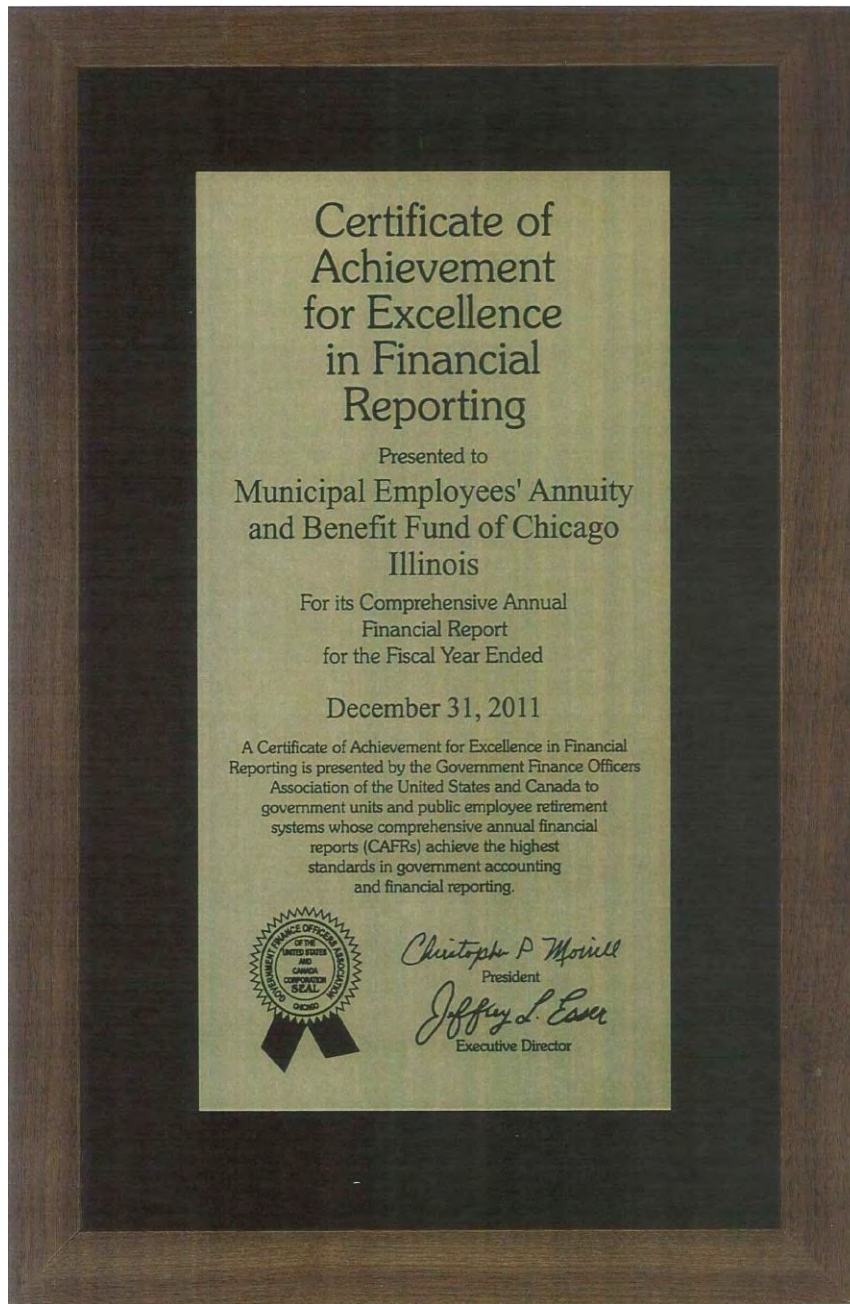 Certificate of
Achievement
for Excellence
in Financial
Reporting
Presented to
Municipal Employees' Annuity
and Benefit Fund of Chicago
Illinois
For its Comprehensive Annual
Financial Report
for the Fiscal Year Ended
December 31, 2011
A Certificate of Achievement for Excellence in Financial
Reporting is presented by the Government Finance Officers
Association of the United States and Canada to
government units and public employee retirement
systems whose comprehensive annual financial
reports (CAFRs) achieve the highest
standards in government accounting
and financial reporting.
GOVERNMENT FINANCE OFFICERS ASSOCIATION
OF THE
UNITED STATES
AND
CANADA
CORPORATION
SEAL
CHICAGO
Christopher P Morrill
President
Jeffrey L. Esser
Executive Director